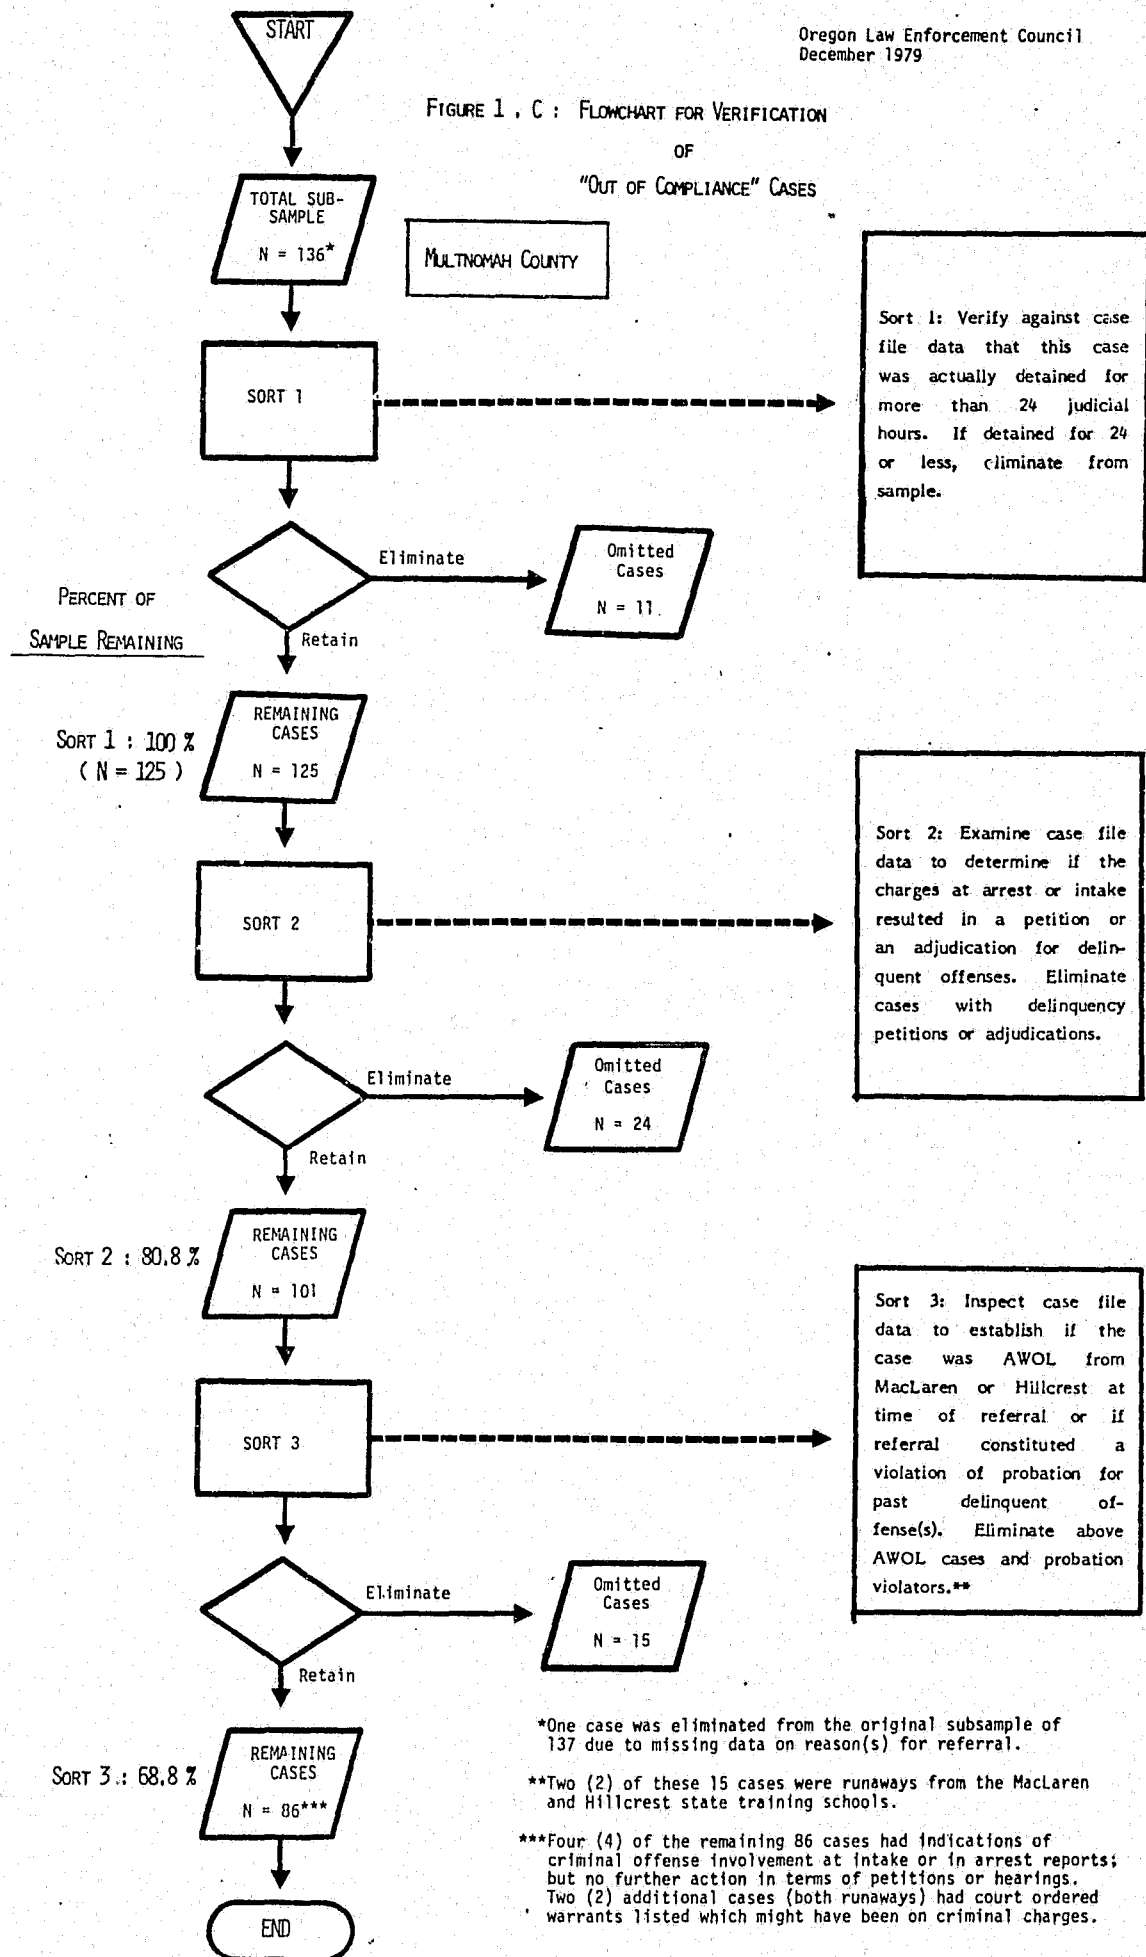 START
Oregon Law Enforcement Council
December 1979
FIGURE 1. C: FLOWCHART FOR VERIFICATION
OF
"OUT OF COMPLIANCE" CASES
TOTAL SUB-
SAMPLE
N = 136*
MULTNOMAH COUNTY
SORT 1
Sort 1: Verify against case
file data that this case
was actually detained for
more than 24 judicial
hours. If detained for 24
or less, eliminate from
sample.
Eliminate
Omitted
Cases
N = 11
Retain
PERCENT OF
SAMPLE REMAINING
SORT 1 : 100 %
( N = 125 )
REMAINING
CASES
N = 125
SORT 2
Sort 2: Examine case file
data to determine if the
charges at arrest or intake
resulted in a petition or
an adjudication for delin-
quent offenses. Eliminate
cases with delinquency
petitions or adjudications.
Eliminate
Omitted
Cases
N = 24
Retain
SORT 2 : 80.8 %
REMAINING
CASES
N = 101
SORT 3
Sort 3: Inspect case file
data to establish if the
case was AWOL from
MacLaren or Hillcrest at
time of referral or if
referral constituted a
violation of probation for
past delinquent of-
fense(s). Eliminate above
AWOL cases and probation
violators.**
Eliminate
Omitted
Cases
N = 15
Retain
SORT 3.: 68.8 %
REMAINING
CASES
N = 86***
END
*One case was eliminated from the original subsample of
137 due to missing data on reason(s) for referral.
**Two (2) of these 15 cases were runaways from the MacLaren
and Hillcrest state training schools.
***Four (4) of the remaining 86 cases had indications of
criminal offense involvement at intake or in arrest reports;
but no further action in terms of petitions or hearings.
Two (2) additional cases (both runaways) had court ordered
warrants listed which might have been on criminal charges.